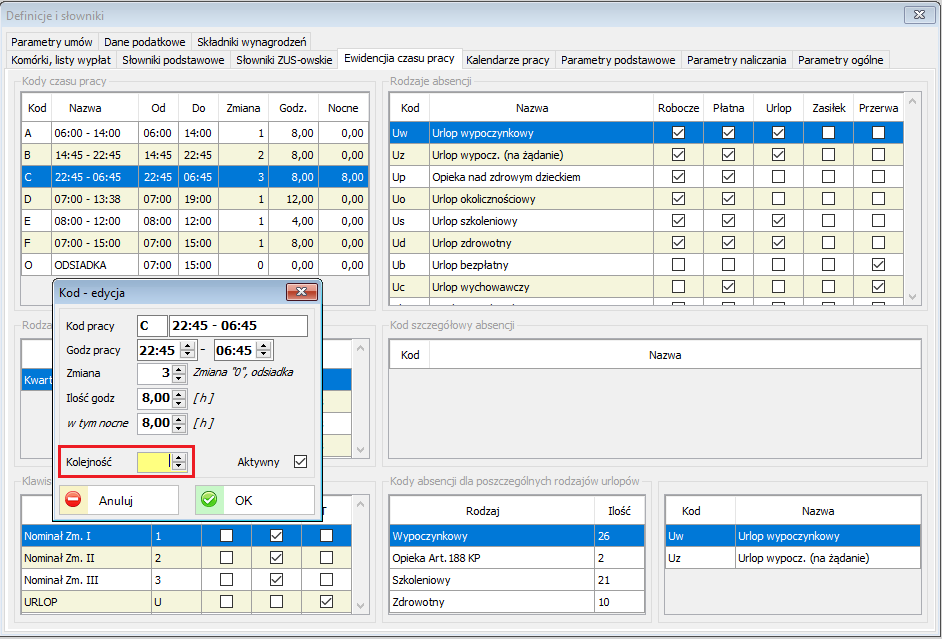 Definicje i słowniki
Parametry umów Dane podatkowe Składniki wynagrodzeń
Komórki, listy wypłat Słowniki podstawowe Słowniki ZUS-owskie Ewidencjia czasu pracy Kalendarze pracy Parametry podstawowe Parametry naliczania Parametry ogólne
Kody czasu pracy
Kod Nazwa Od Do Zmiana Godz. Nocne
A 06:00 - 14:00 06:00 14:00 1 8,00 0,00
B 14:45 - 22:45 14:45 22:45 2 8,00 0,00
C 22:45 - 06:45 22:45 06:45 3 8,00 8,00
D 07:00 - 13:38 07:00 19:00 1 12,00 0,00
E 08:00 - 12:00 08:00 12:00 1 4,00 0,00
F 07:00 - 15:00 07:00 15:00 1 8,00 0,00
O ODSIADKA 07:00 15:00 0 0,00 0,00
Rodzaje absencji
Kod Nazwa Robocze Płatna Urlop Zasiłek Przerwa
Uw Urlop wypoczynkowy
Uz Urlop wypocz. (na żądanie)
Up Opieka nad zdrowym dzieckiem
Uo Urlop okolicznościowy
Us Urlop szkoleniowy
Ud Urlop zdrowotny
Ub Urlop bezpłatny
Uc Urlop wychowawczy
Rodza
Kwart
Kod - edycja
Kod pracy C 22:45 - 06:45
Godz pracy 22:45 - 06:45
Zmiana 3 Zmiana "0", odsiadka
Ilość godz 8,00 [h]
w tym nocne 8,00 [h]
Kolejność Aktywny
Anuluj OK
Kod szczegółowy absencji
Kod Nazwa
Klawis
T
Nominał Zm. I 1
Nominał Zm. II 2
Nominał Zm. III 3
URLOP U
Kody absencji dla poszczególnych rodzajów urlopów
Rodzaj Ilość
Wypoczynkowy 26
Opieka Art.188 KP 2
Szkoleniowy 21
Zdrowotny 10
Kod Nazwa
Uw Urlop wypoczynkowy
Uz Urlop wypocz. (na żądanie)